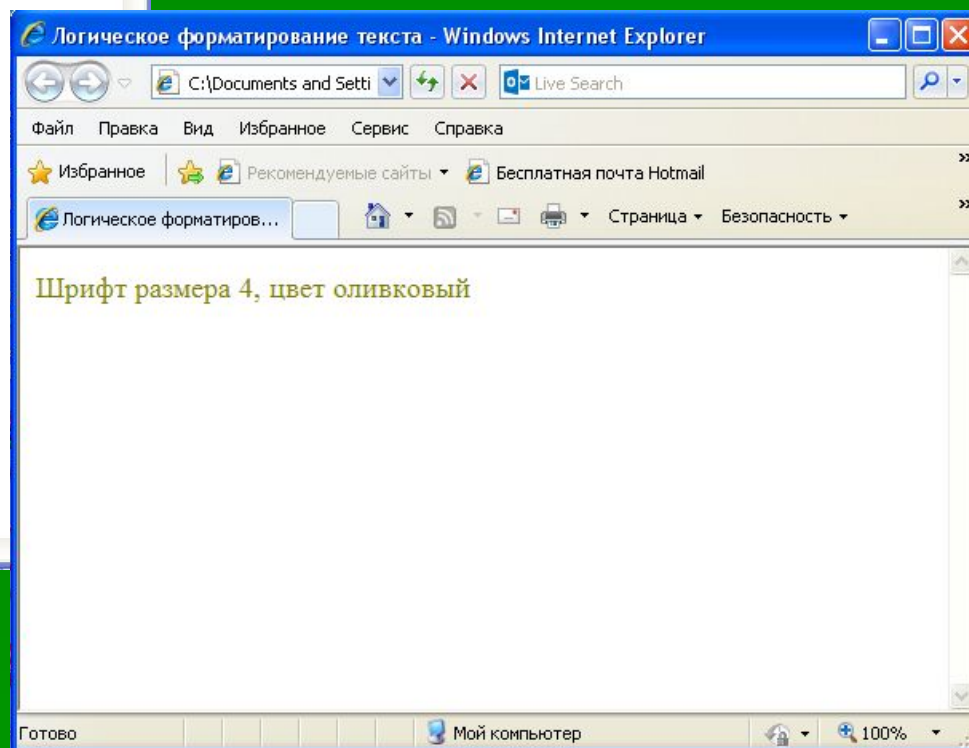 Логическое форматирование текста - Windows Internet Explorer
C:\Documents and Setti
Live Search
Файл Правка Вид Избранное Сервис Справка
Избранное Рекомендуемые сайты Бесплатная почта Hotmail
Логическое форматиров... Страница Безопасность
Шрифт размера 4, цвет оливковый
Готово Мой компьютер 100%